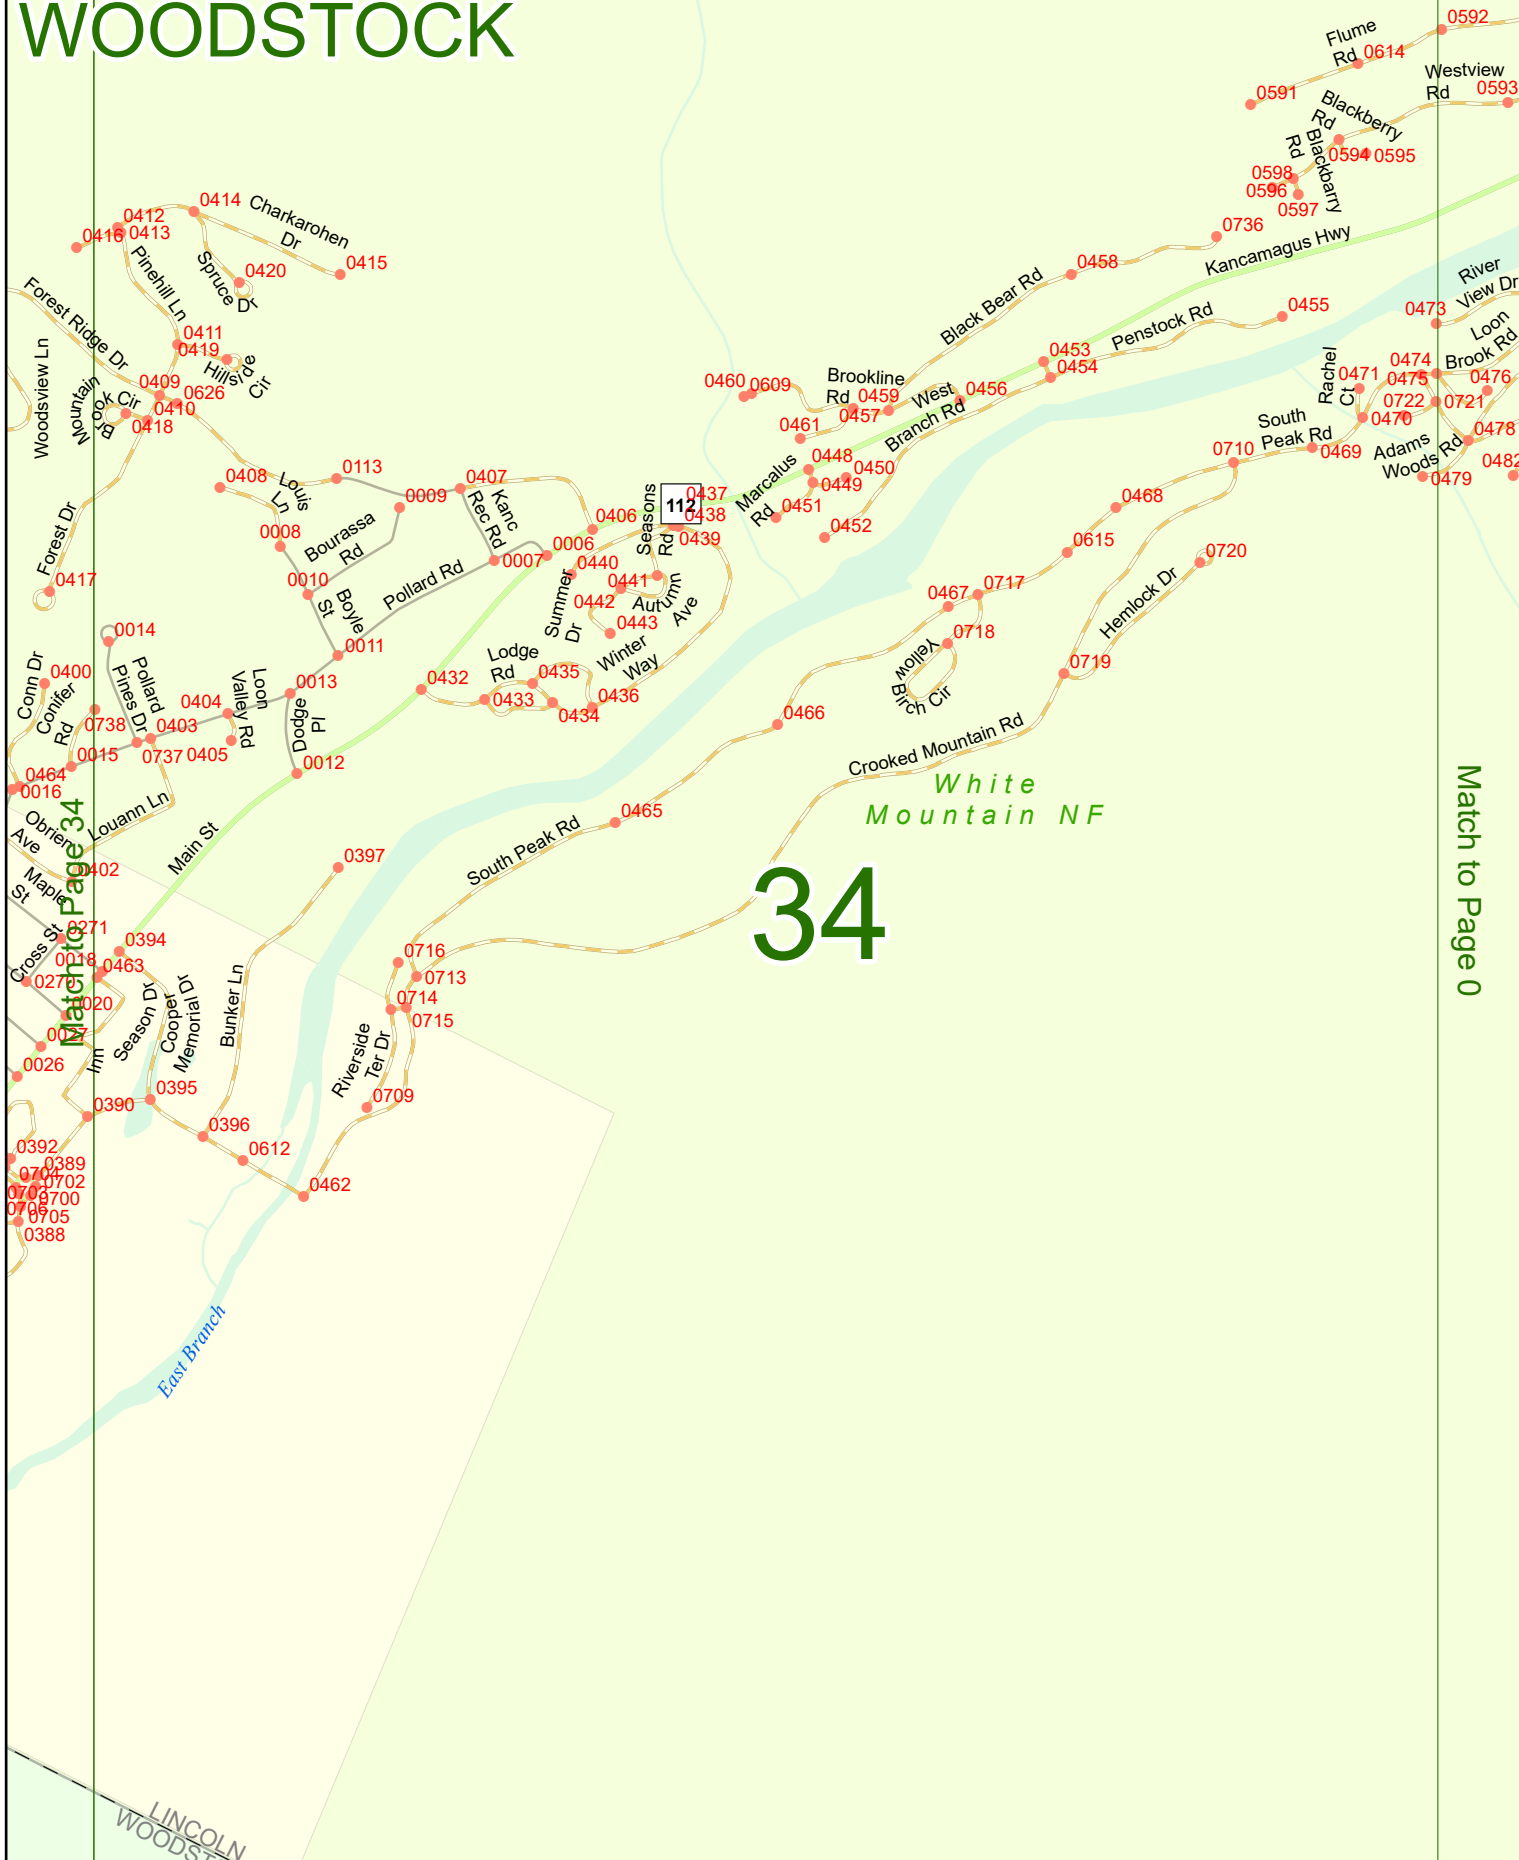 WOODSTOCK
0592
Flume
Rd
0614
Westview
Rd
0593
0591
Blackberry
Rd
0594
0595
Rd
Blackbarry
0598
0596
0597
0414
Charkarohen
Dr
0412
0413
0416
0736
Kancamagus Hwy
Pinehill Ln
Spruce Dr
0420
0415
0458
River
View Dr
Forest Ridge Dr
Black Bear Rd
Penstock Rd
0455
0473
Loon
Brook Rd
0411
0419
Hillside
Cir
Woodsview Ln
0453
0454
Rachel
Ct
0474
0475
0471
0476
Mountain
Brook Cir
0409
0626
0410
0418
0460
0609
Brookline
Rd
0459
0457
West
Branch Rd
0456
0722
0721
0470
0461
South
Peak Rd
0469
Adams
Woods Rd
0478
0479
0482
0710
0408
Louis
Ln
0113
0407
0009
Kanc
Rec Rd
0448
0450
0449
Marcalus
Rd
0451
0452
0468
Seasons
Rd
112
0437
0438
0439
0406
Forest Dr
0008
Bourassa
Rd
0006
0007
0440
0615
0720
0417
0010
Boyle
St
Pollard Rd
Summer
Dr
0441
0442
Autumn
Ave
0443
0467
0717
Hemlock Dr
0014
0011
Winter
Way
0718
Yellow
Birch Cir
0719
Conn Dr
0400
Conifer
Rd
Pollard
Pines Dr
Loon
Valley Rd
0013
0432
Lodge
Rd
0435
0433
0434
0436
0404
0738
0403
0737
0405
Dodge
Pl
0466
0015
0012
Crooked Mountain Rd
0464
0016
White
Mountain NF
Match to Page 34
Match to Page 0
Obrien
Ave
Louann Ln
Main St
0465
South Peak Rd
Maple
St
0402
0397
34
0271
Cross St
0394
0018
0463
0270
0716
0713
0020
Season Dr
Cooper
Memorial Dr
Bunker Ln
0714
0715
0027
Inn
Riverside
Ter Dr
0026
0395
0709
0390
0396
0392
0612
0389
0704
0702
0703
0700
0706
0705
0388
0462
East Branch
LINCOLN